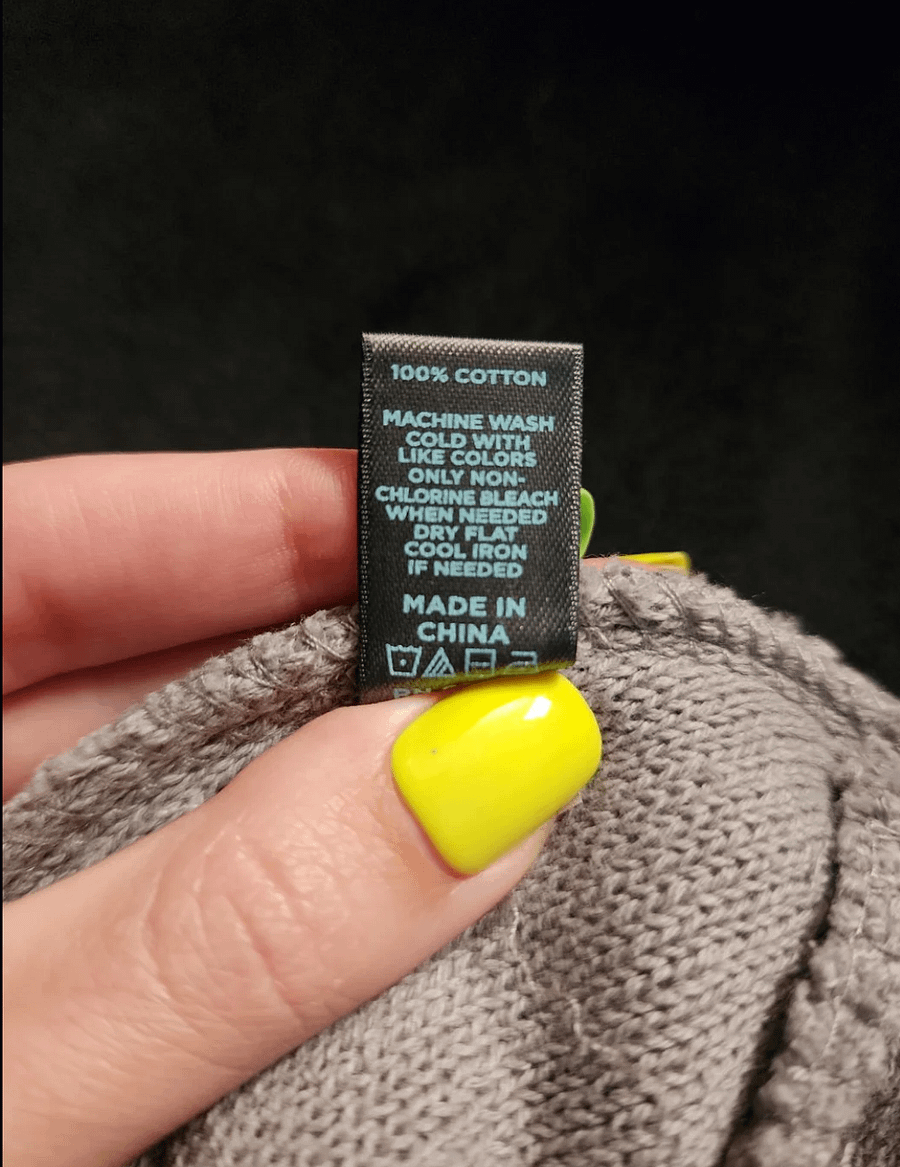 100% COTTON
MACHINE WASH
COLD WITH
LIKE COLORS
ONLY NON-
CHLORINE BLEACH
WHEN NEEDED
DRY FLAT
COOL IRON
IF NEEDED
MADE IN
CHINA